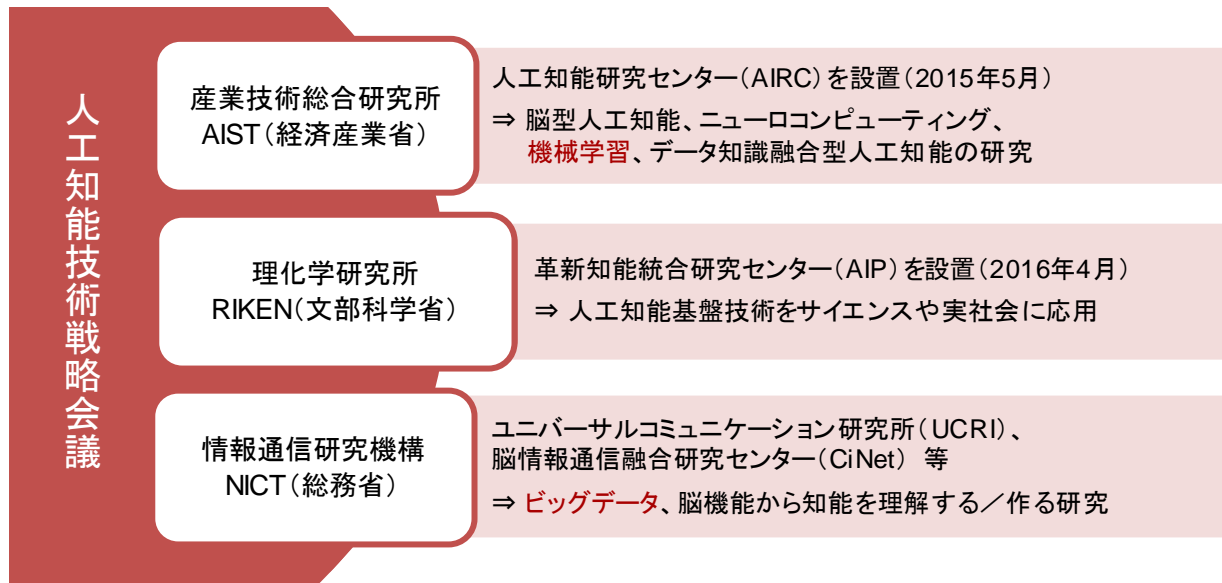 人工知能技術戦略会議
産業技術総合研究所
AIST(経済産業省)
人工知能研究センター(AIRC)を設置(2015年5月)
⇒ 脳型人工知能、ニューロコンピューティング、
機械学習、データ知識融合型人工知能の研究
理化学研究所
RIKEN(文部科学省)
革新知能統合研究センター(AIP)を設置(2016年4月)
⇒ 人工知能基盤技術をサイエンスや実社会に応用
情報通信研究機構
NICT(総務省)
ユニバーサルコミュニケーション研究所(UCRI)、
脳情報通信融合研究センター(CiNet) 等
⇒ ビッグデータ、脳機能から知能を理解する/作る研究